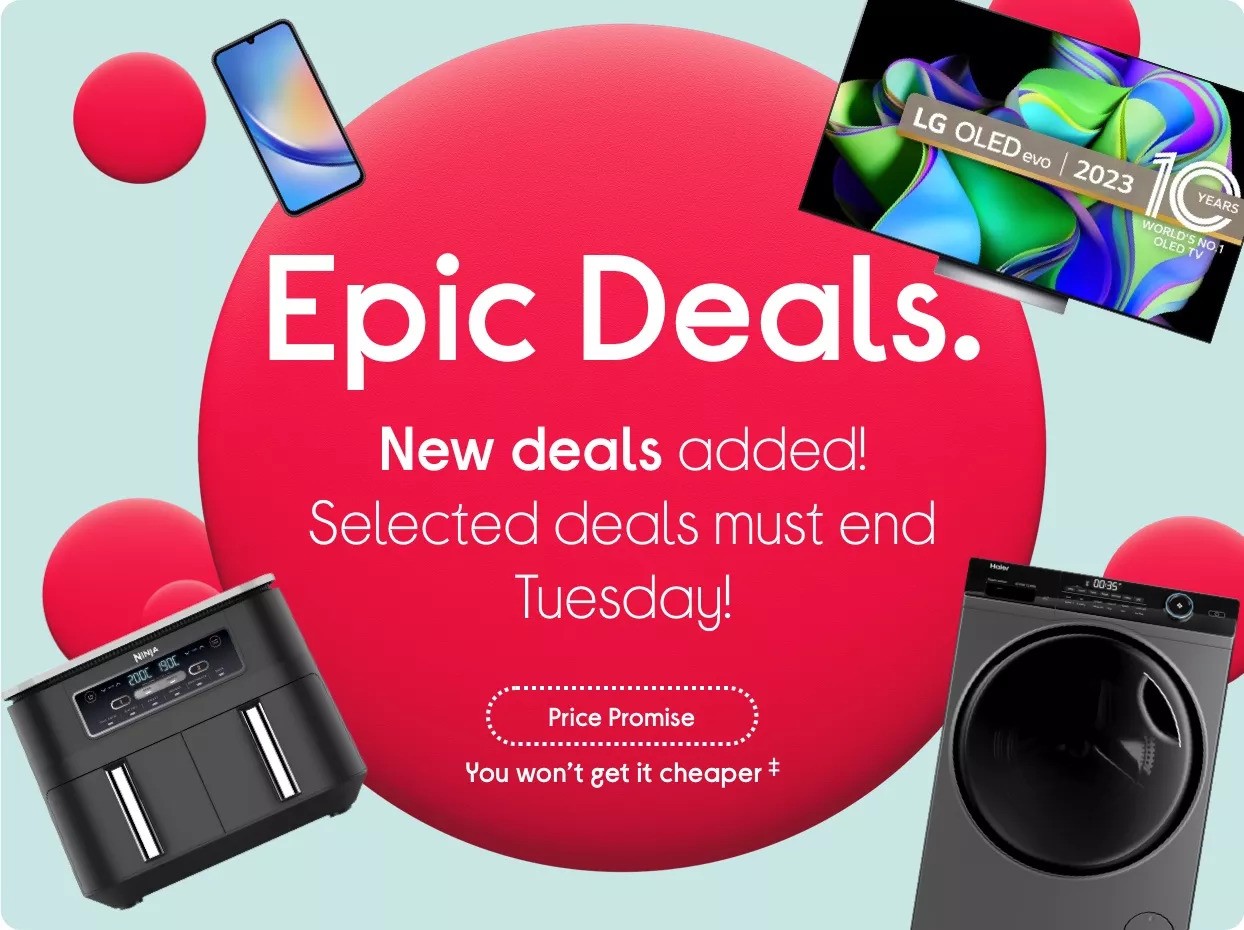 LG OLED evo | 2023
10
YEARS
WORLD'S NO.1
OLED TV
Epic Deals.
New deals added!
Selected deals must end
Tuesday!
Haier
00:35
NINJA
200C 190C
Price Promise
You won't get it cheaper ‡